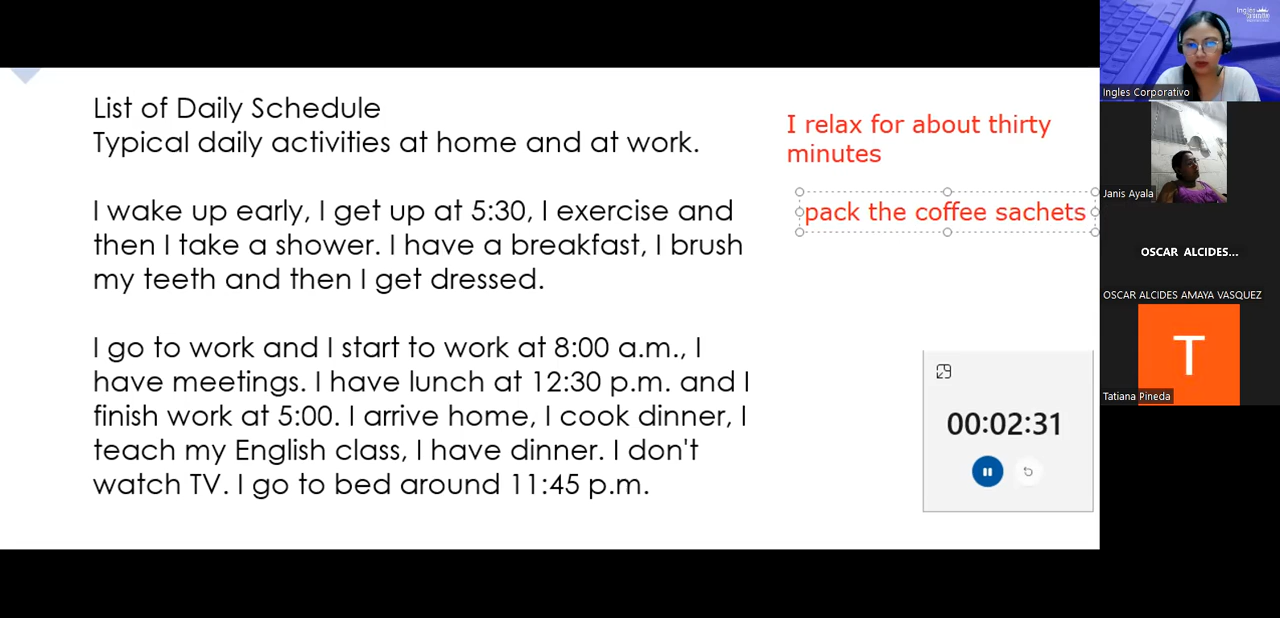 List of Daily Schedule
Typical daily activities at home and at work.
I wake up early, I get up at 5:30, I exercise and
then I take a shower. I have a breakfast, I brush
my teeth and then I get dressed.
I go to work and I start to work at 8:00 a.m., I
have meetings. I have lunch at 12:30 p.m. and I
finish work at 5:00. I arrive home, I cook dinner, I
teach my English class, I have dinner. I don't
watch TV. I go to bed around 11:45 p.m.
I relax for about thirty
minutes
pack the coffee sachets
00:02:31
Ingles
Ingles Corporativo
Janis Ayala
OSCAR ALCIDES...
OSCAR ALCIDES AMAYA VASQUEZ
T
Tatiana Pineda